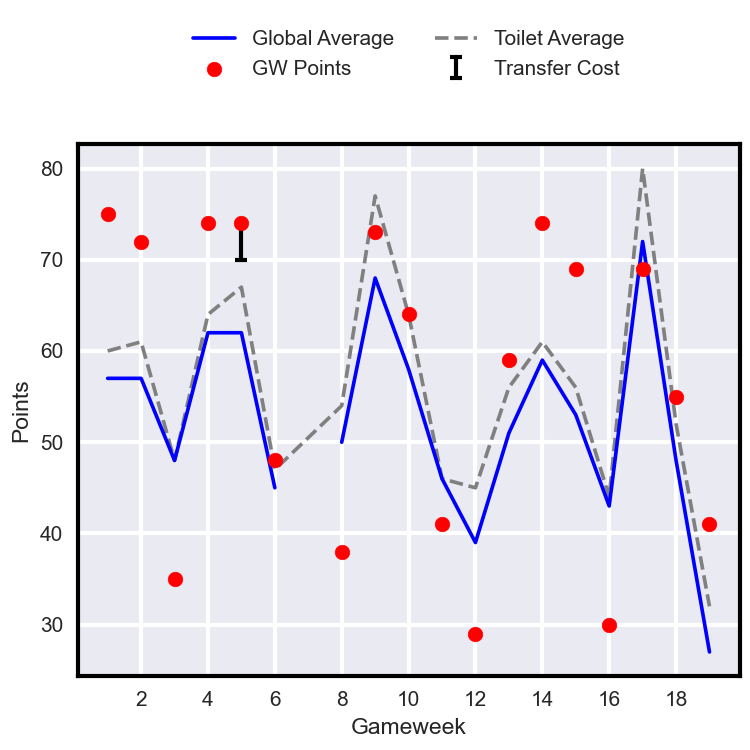 Global Average
Toilet Average
GW Points
Transfer Cost
80
70
60
50
40
30
Points
2 4 6 8 10 12 14 16 18
Gameweek